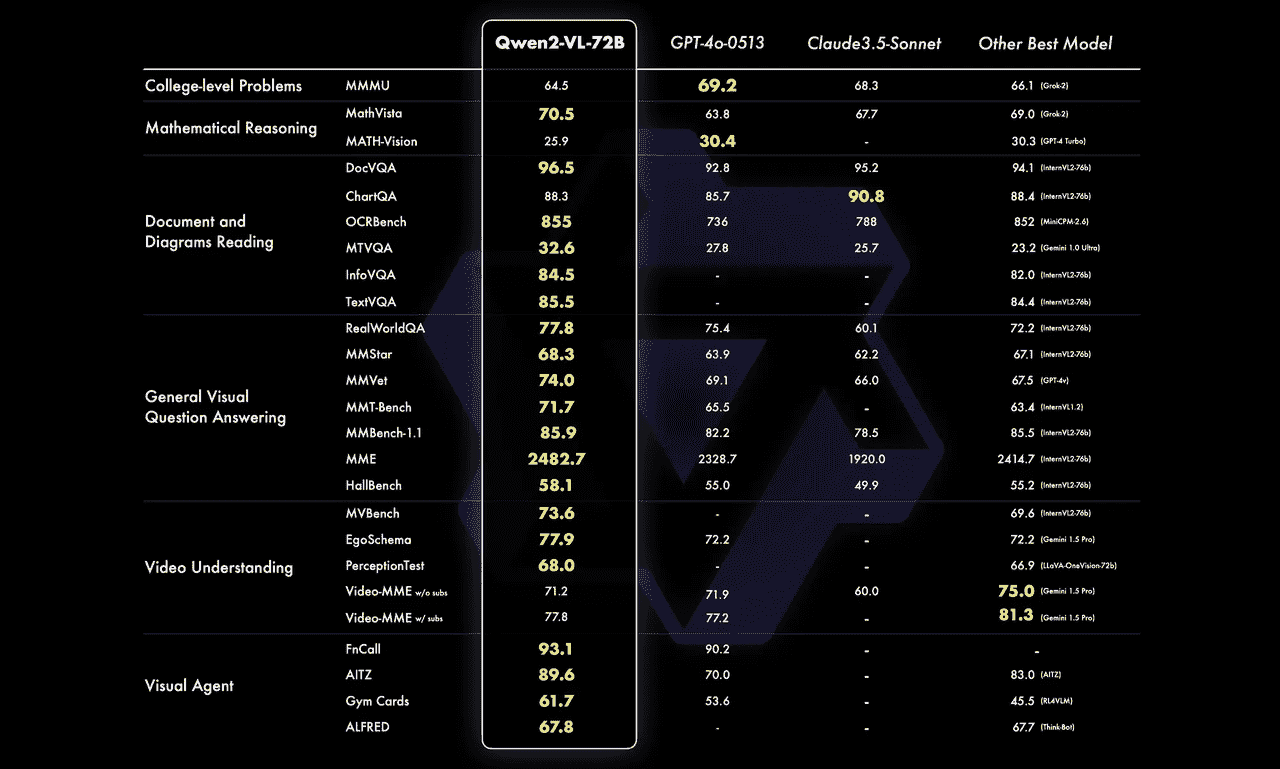 Qwen2-VL-72B GPT-4o-0513 Claude3.5-Sonnet Other Best Model
College-level Problems MMMU 64.5 69.2 68.3 66.1 (Grok-2)
Mathematical Reasoning MathVista 70.5 63.8 67.7 69.0 (Grok-2)
MATH-Vision 25.9 30.4 - 30.3 (GPT-4 Turbo)
Document and Diagrams Reading DocVQA 96.5 92.8 95.2 94.1 (InternVL2-76b)
ChartQA 88.3 85.7 90.8 88.4 (InternVL2-76b)
OCRBench 855 736 788 852 (MiniCPM-2.6)
MTVQA 32.6 27.8 25.7 23.2 (Gemini 1.0 Ultra)
InfoVQA 84.5 - - 82.0 (InternVL2-76b)
TextVQA 85.5 - - 84.4 (InternVL2-76b)
General Visual Question Answering RealWorldQA 77.8 75.4 60.1 72.2 (InternVL2-76b)
MMStar 68.3 63.9 62.2 67.1 (InternVL2-76b)
MMVet 74.0 69.1 66.0 67.5 (GPT-4v)
MMT-Bench 71.7 65.5 - 63.4 (InternVL1.2)
MMBench-1.1 85.9 82.2 78.5 85.5 (InternVL2-76b)
MME 2482.7 2328.7 1920.0 2414.7 (InternVL2-76b)
HallBench 58.1 55.0 49.9 55.2 (InternVL2-76b)
Video Understanding MVBench 73.6 - - 69.6 (InternVL2-76b)
EgoSchema 77.9 72.2 - 72.2 (Gemini 1.5 Pro)
PerceptionTest 68.0 - - 66.9 (LLaVA-OneVision-72b)
Video-MME w/o subs 71.2 71.9 60.0 75.0 (Gemini 1.5 Pro)
Video-MME w/ subs 77.8 77.2 - 81.3 (Gemini 1.5 Pro)
Visual Agent FnCall 93.1 90.2 - -
AITZ 89.6 70.0 - 83.0 (AITZ)
Gym Cards 61.7 53.6 - 45.5 (RL4VLM)
ALFRED 67.8 - - 67.7 (Think-Bot)